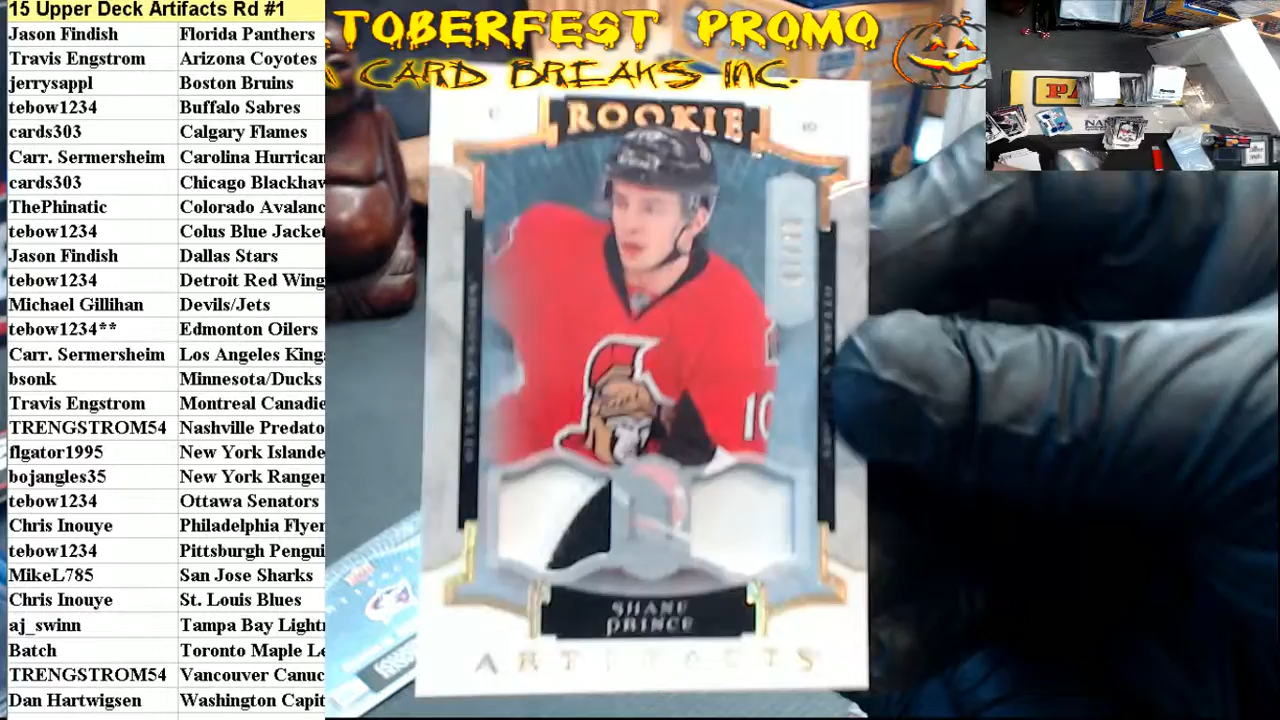 15 Upper Deck Artifacts Rd #1
Jason Findish Florida Panthers
Travis Engstrom Arizona Coyotes
jerrysappl Boston Bruins
tebow1234 Buffalo Sabres
cards303 Calgary Flames
Carr. Sermersheim Carolina Hurrican
cards303 Chicago Blackhav
ThePhinatic Colorado Avalanc
tebow1234 Colus Blue Jacket
Jason Findish Dallas Stars
tebow1234 Detroit Red Wing
Michael Gillihan Devils/Jets
tebow1234** Edmonton Oilers
Carr. Sermersheim Los Angeles Kings
bsonk Minnesota/Ducks
Travis Engstrom Montreal Canadie
TRENGSTROM54 Nashville Predato
flgator1995 New York Islande
bojangles35 New York Ranger
tebow1234 Ottawa Senators
Chris Inouye Philadelphia Flyer
tebow1234 Pittsburgh Pengui
MikeL785 San Jose Sharks
Chris Inouye St. Louis Blues
aj_swinn Tampa Bay Lightn
Batch Toronto Maple Le
TRENGSTROM54 Vancouver Canuc
Dan Hartwigsen Washington Capit
TOBERFEST PROMO
CARD BREAKS INC.
ROOKIE
10
SHANE
PRINCE
ARTIFACTS